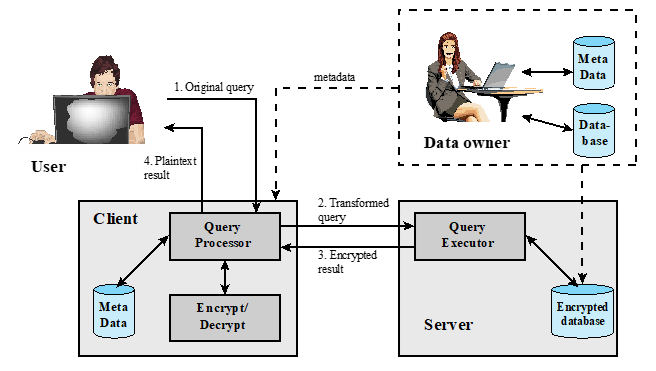 1. Original query
metadata
Meta
Data
Data-
base
Data owner
User
4. Plaintext
result
Client
Query
Processor
2. Transformed
query
3. Encrypted
result
Query
Executor
Meta
Data
Encrypt/
Decrypt
Server
Encrypted
database